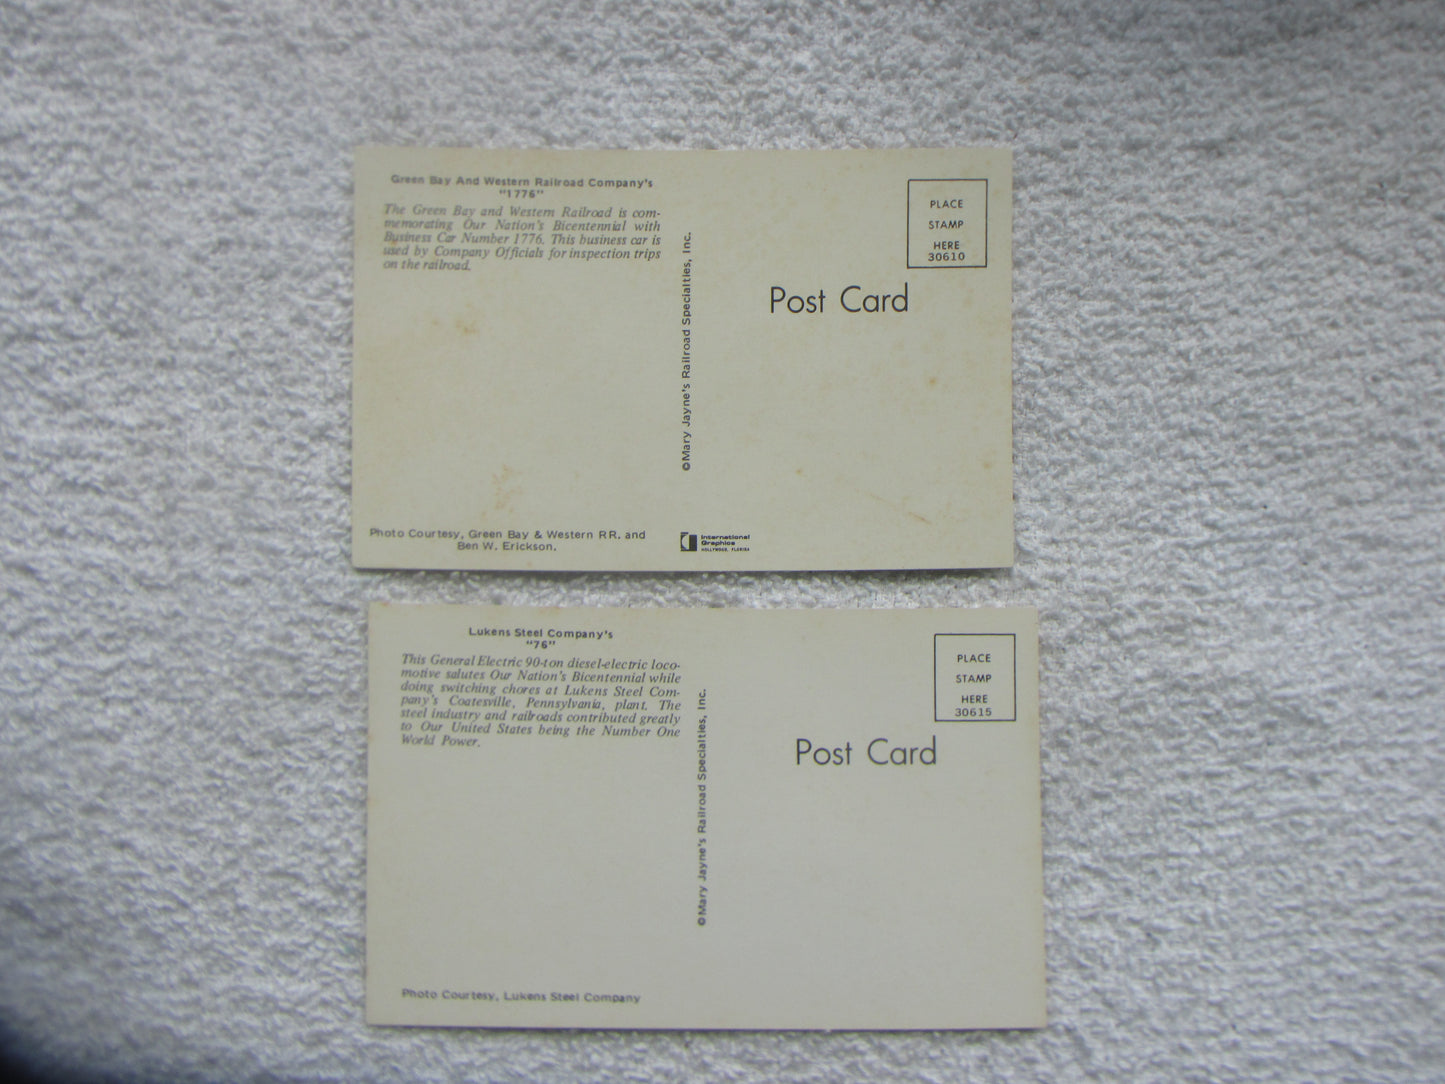 Green Bay And Western Railroad Company's
"1776"
The Green Bay and Western Railroad is com-
memorating Our Nation's Bicentennial with
Business Car Number 1776. This business car is
used by Company Officials for inspection trips
on the railroad.
Photo Courtesy, Green Bay & Western RR. and
Ben W. Erickson.
©Mary Jayne's Railroad Specialties, Inc.
International
Graphics
HOLLYWOOD, FLORIDA
PLACE
STAMP
HERE
30610
Post Card
Lukens Steel Company's
"76"
This General Electric 90-ton diesel-electric loco-
motive salutes Our Nation's Bicentennial while
doing switching chores at Lukens Steel Com-
pany's Coatesville, Pennsylvania, plant. The
steel industry and railroads contributed greatly
to Our United States being the Number One
World Power.
Photo Courtesy, Lukens Steel Company
©Mary Jayne's Railroad Specialties, Inc.
PLACE
STAMP
HERE
30615
Post Card